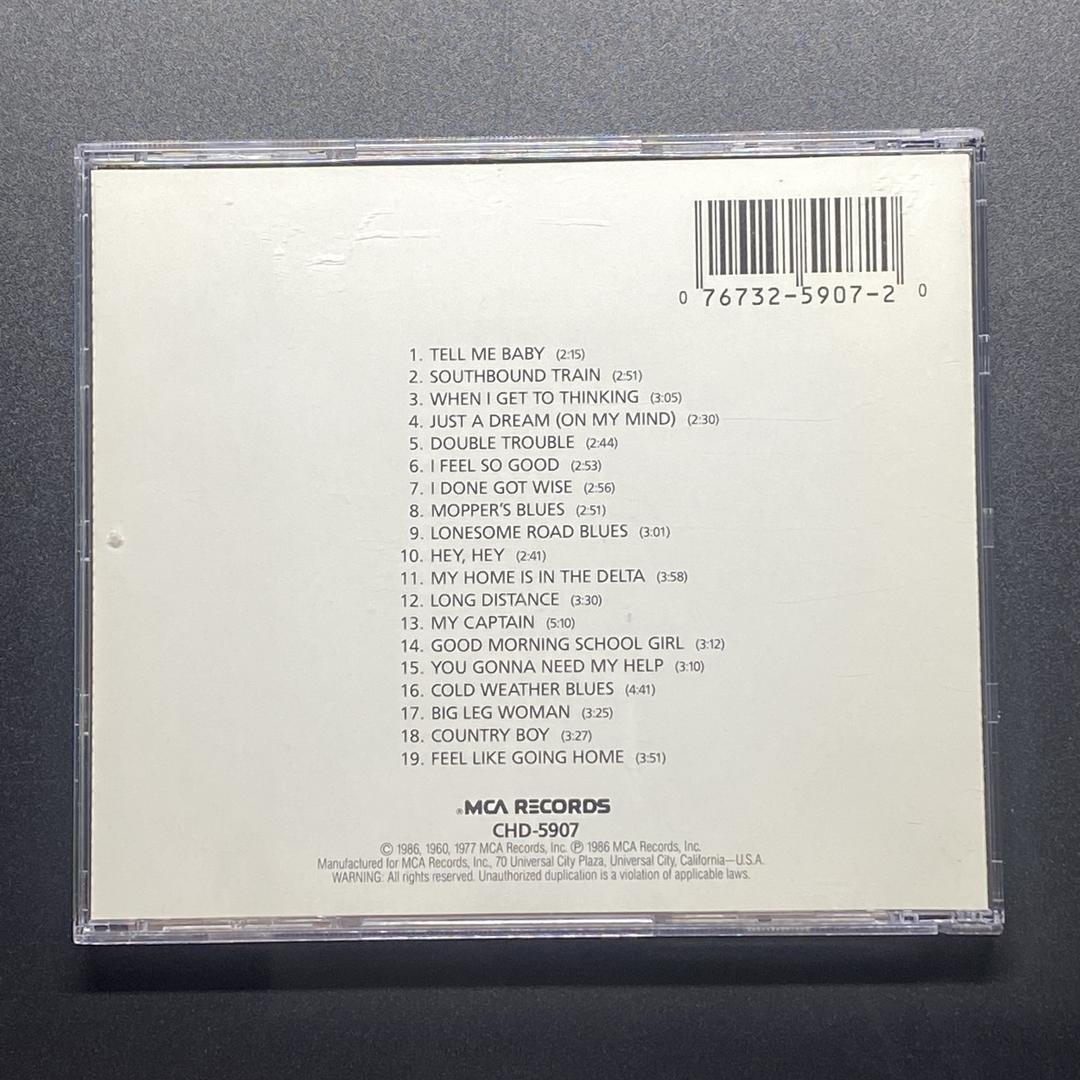 0 76732-5907-2 0
1. TELL ME BABY (2:15)
2. SOUTHBOUND TRAIN (2:51)
3. WHEN I GET TO THINKING (3:05)
4. JUST A DREAM (ON MY MIND) (2:30)
5. DOUBLE TROUBLE (2:44)
6. I FEEL SO GOOD (2:53)
7. I DONE GOT WISE (2:56)
8. MOPPER'S BLUES (2:51)
9. LONESOME ROAD BLUES (3:01)
10. HEY, HEY (2:41)
11. MY HOME IS IN THE DELTA (3:58)
12. LONG DISTANCE (3:30)
13. MY CAPTAIN (5:10)
14. GOOD MORNING SCHOOL GIRL (3:12)
15. YOU GONNA NEED MY HELP (3:10)
16. COLD WEATHER BLUES (4:41)
17. BIG LEG WOMAN (3:25)
18. COUNTRY BOY (3:27)
19. FEEL LIKE GOING HOME (3:51)
®MCA RECORDS
CHD-5907
© 1986, 1960, 1977 MCA Records, Inc. ℗ 1986 MCA Records, Inc.
Manufactured for MCA Records, Inc., 70 Universal City Plaza, Universal City, California—U.S.A.
WARNING: All rights reserved. Unauthorized duplication is a violation of applicable laws.